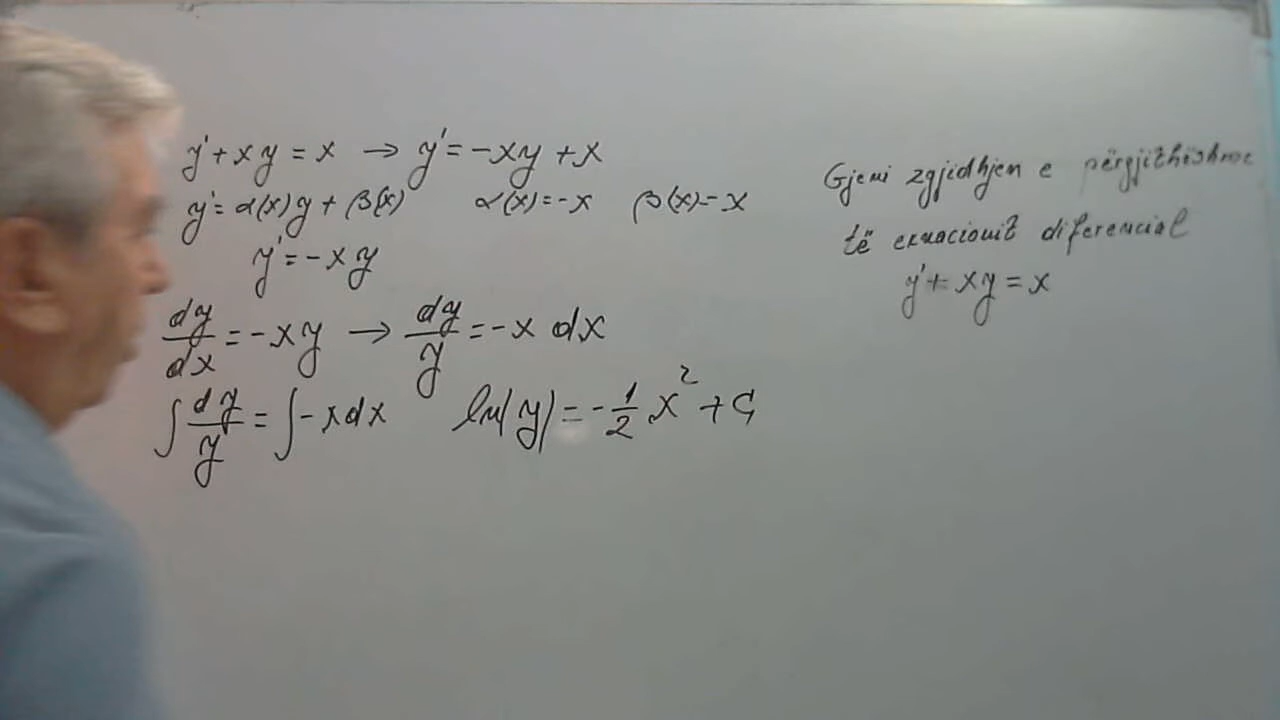 y' + xy = x → y' = -xy + x
y' = α(x)y + β(x) α(x) = -x β(x) = x
y' = -xy
dy/dx = -xy → dy/y = -x dx
∫ dy/y = ∫ -x dx ln|y| = -1/2 x² + C₁
Gjeni zgjidhjen e përgjithshme
të ekuacionit diferencial
y' + xy = x